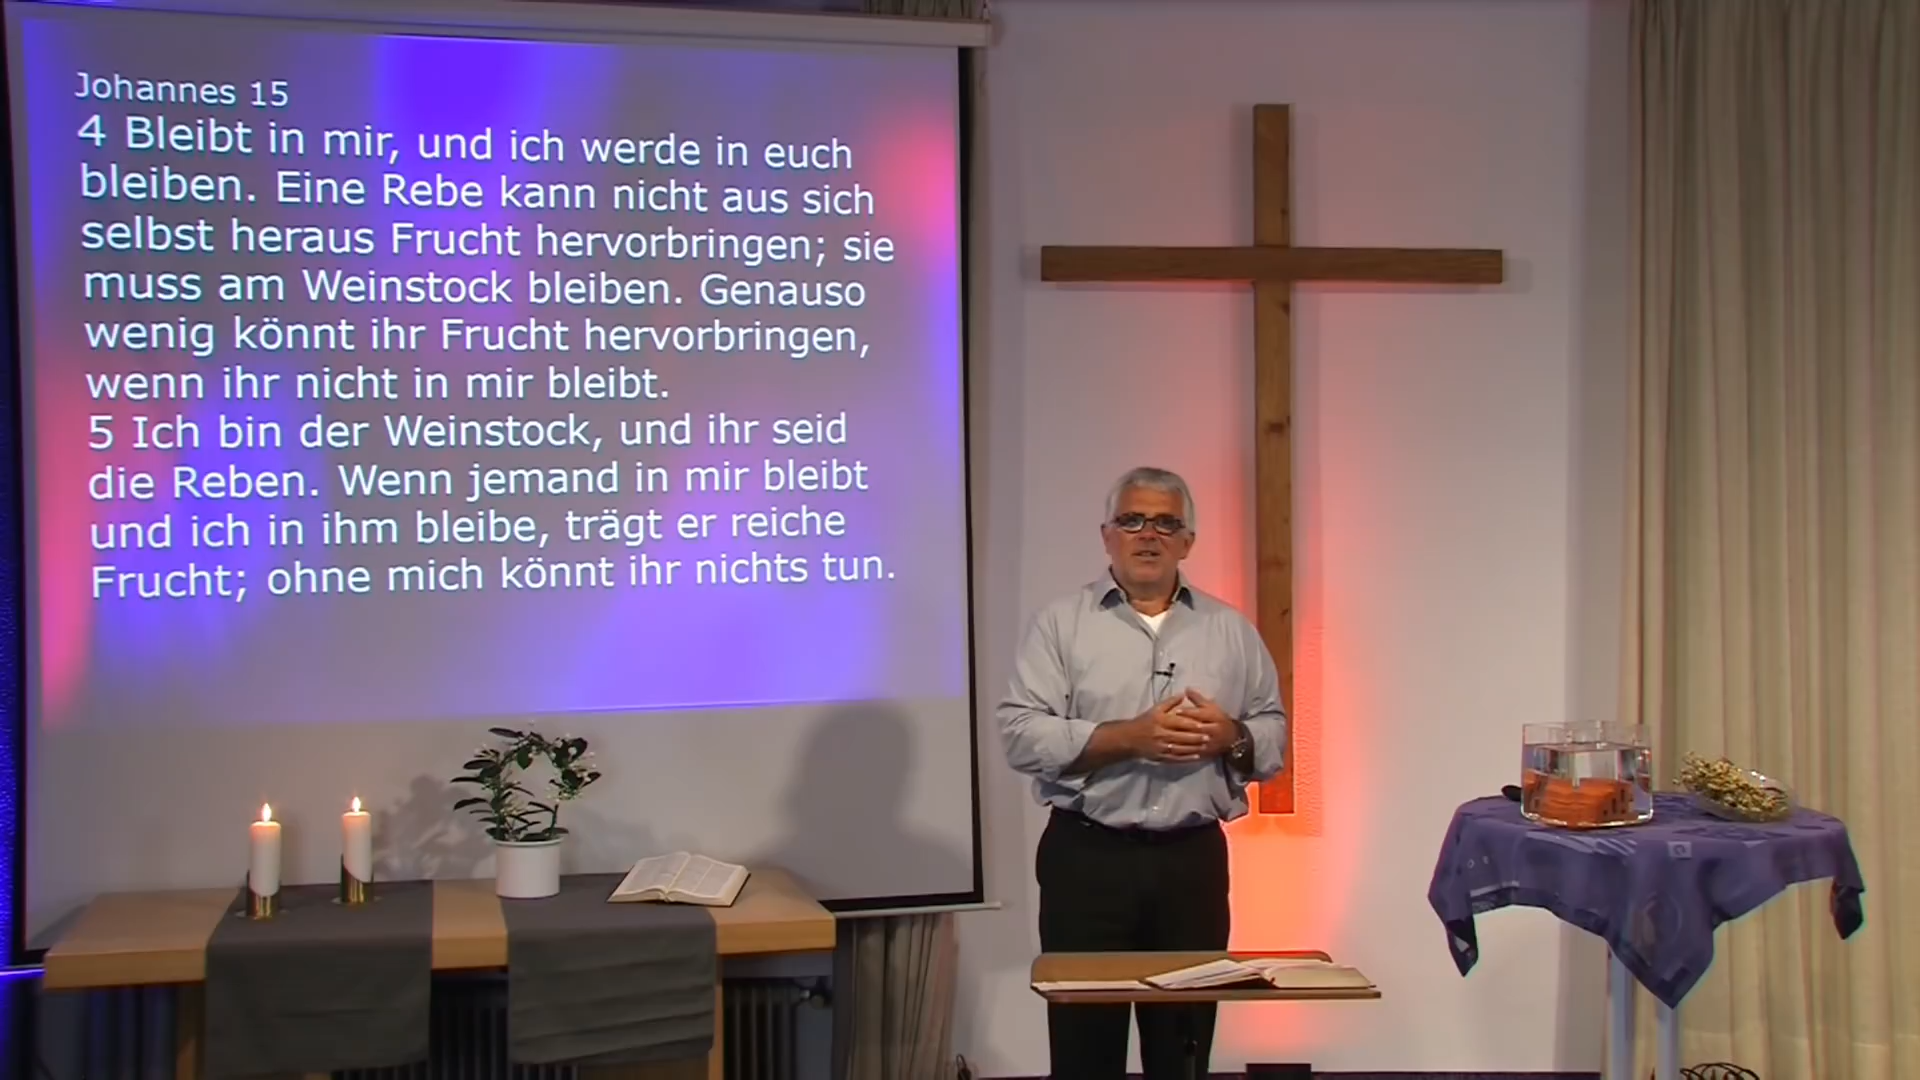 Johannes 15
4 Bleibt in mir, und ich werde in euch
bleiben. Eine Rebe kann nicht aus sich
selbst heraus Frucht hervorbringen; sie
muss am Weinstock bleiben. Genauso
wenig könnt ihr Frucht hervorbringen,
wenn ihr nicht in mir bleibt.
5 Ich bin der Weinstock, und ihr seid
die Reben. Wenn jemand in mir bleibt
und ich in ihm bleibe, trägt er reiche
Frucht; ohne mich könnt ihr nichts tun.